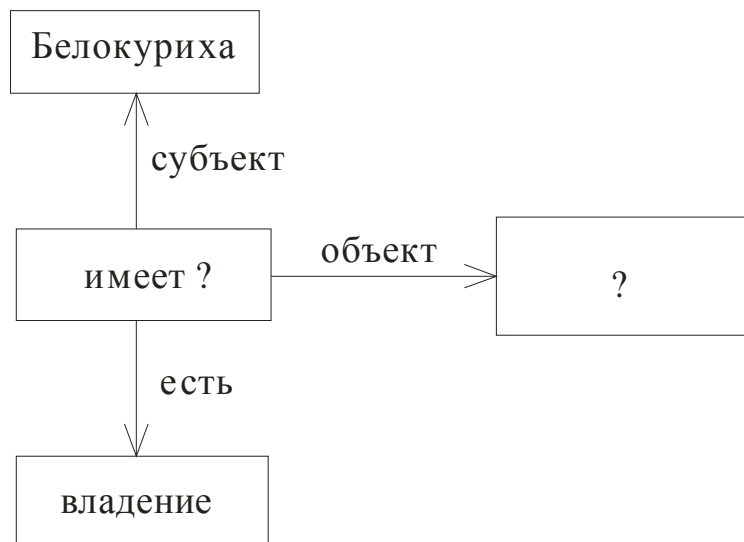 Белокуриха
субъект
имеет ?
объект
?
есть
владение